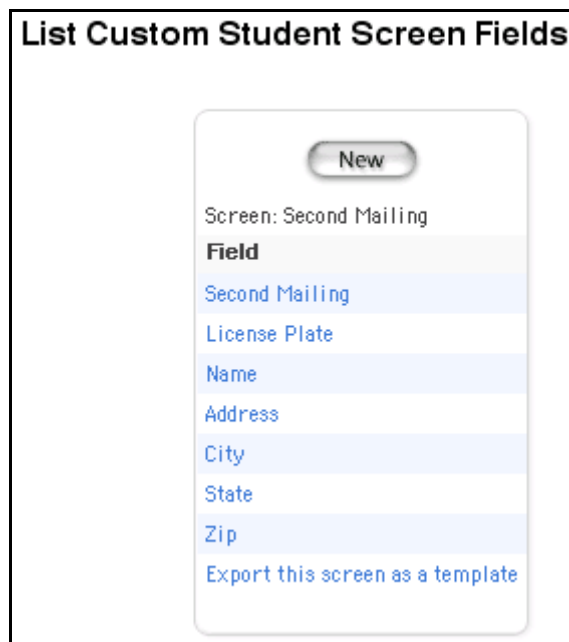 List Custom Student Screen Fields
New
Screen: Second Mailing
Field
Second Mailing
License Plate
Name
Address
City
State
Zip
Export this screen as a template